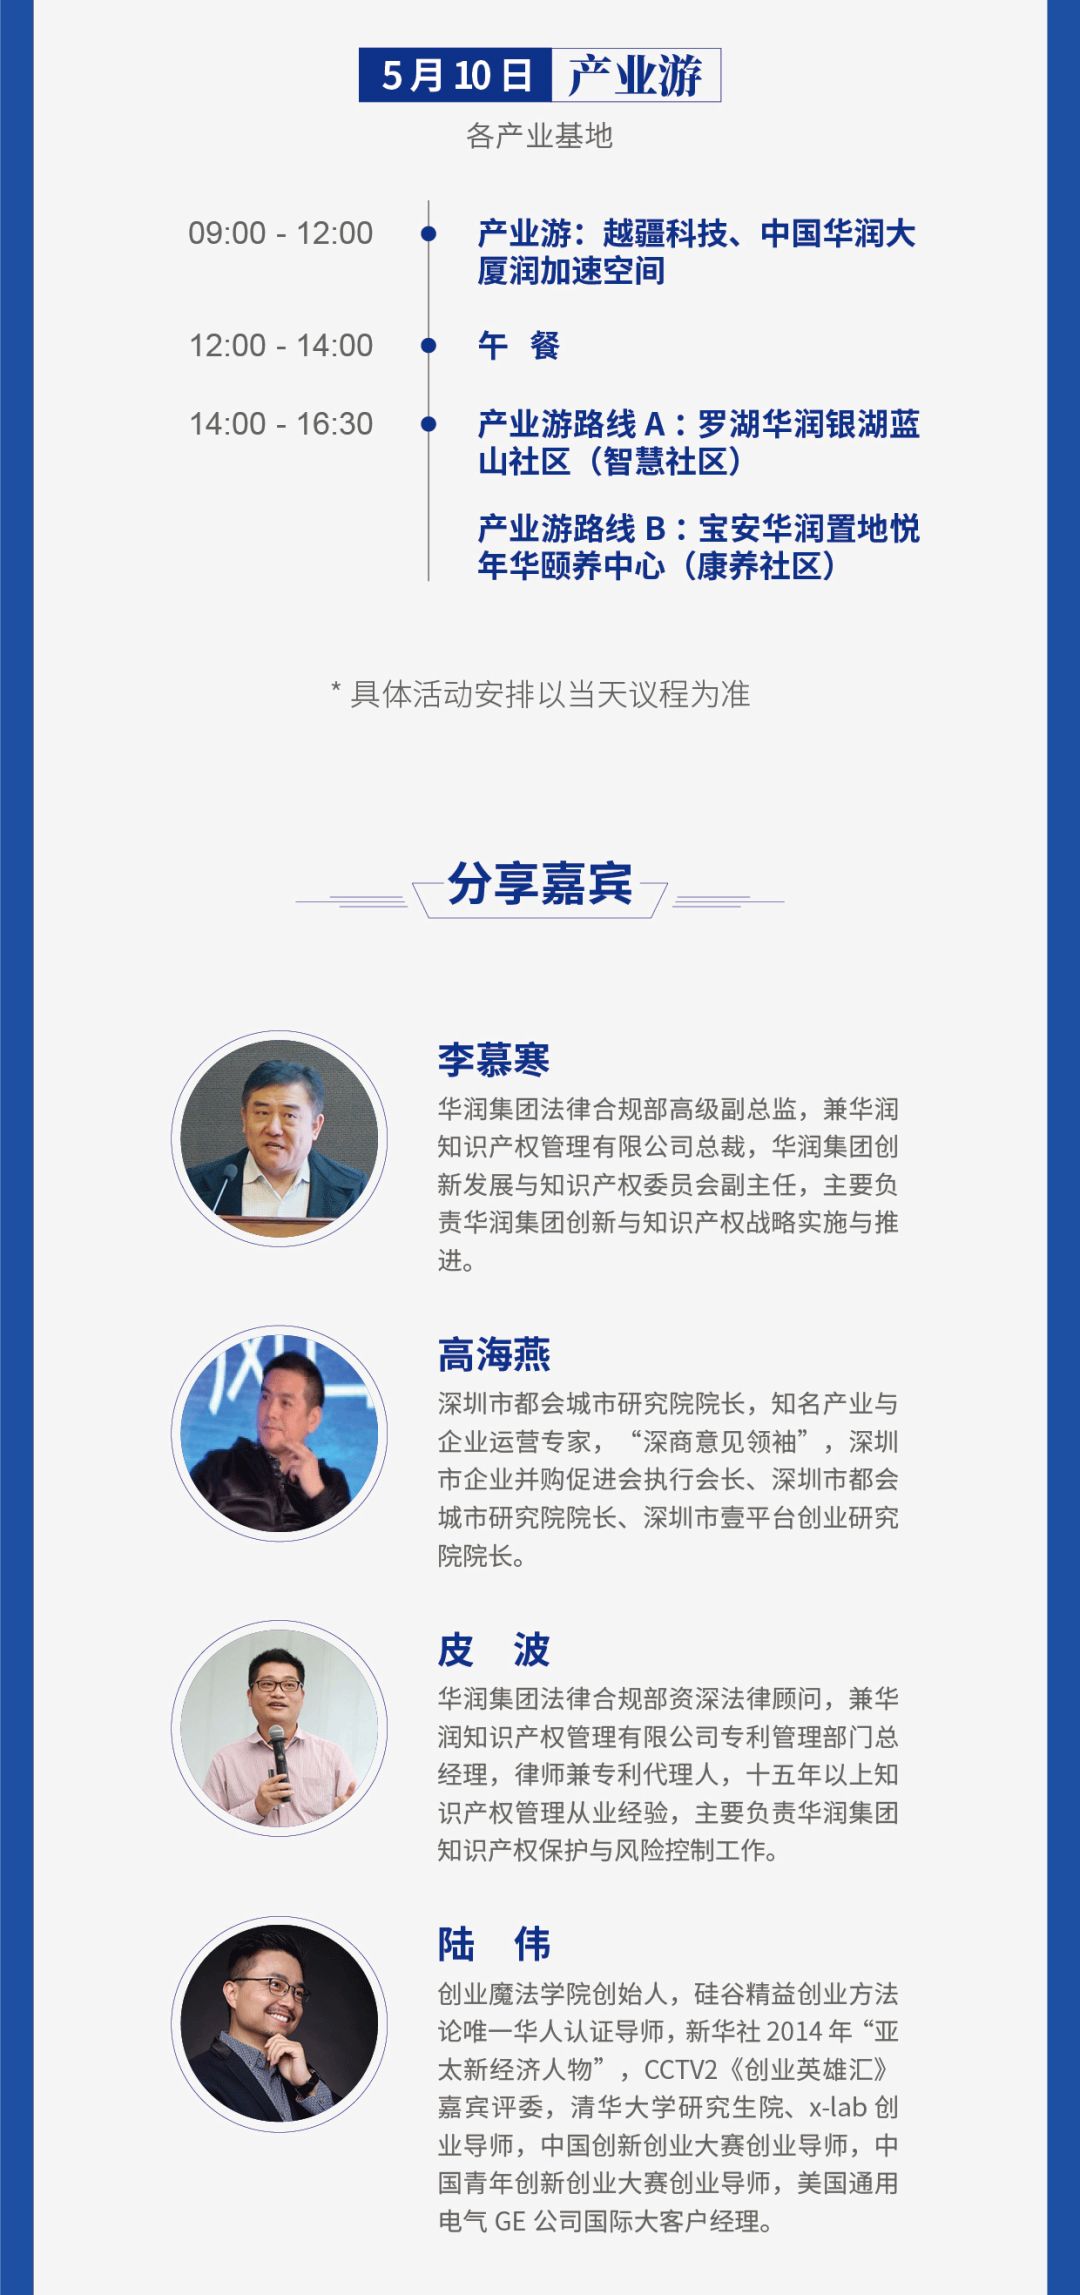 5月10日 产业游
各产业基地
09:00 - 12:00
产业游：越疆科技、中国华润大
厦润加速空间
12:00 - 14:00
午 餐
14:00 - 16:30
产业游路线 A：罗湖华润银湖蓝
山社区（智慧社区）
产业游路线 B：宝安华润置地悦
年华颐养中心（康养社区）
* 具体活动安排以当天议程为准
分享嘉宾
李慕寒
华润集团法律合规部高级副总监，兼华润
知识产权管理有限公司总裁，华润集团创
新发展与知识产权委员会副主任，主要负
责华润集团创新与知识产权战略实施与推
进。
高海燕
深圳市都会城市研究院院长，知名产业与
企业运营专家，“深商意见领袖”，深圳
市企业并购促进会执行会长、深圳市都会
城市研究院院长、深圳市壹平台创业研究
院院长。
皮 波
华润集团法律合规部资深法律顾问，兼华
润知识产权管理有限公司专利管理部门总
经理，律师兼专利代理人，十五年以上知
识产权管理从业经验，主要负责华润集团
知识产权保护与风险控制工作。
陆 伟
创业魔法学院创始人，硅谷精益创业方法
论唯一华人认证导师，新华社 2014 年“亚
太新经济人物”，CCTV2《创业英雄汇》
嘉宾评委，清华大学研究生院、x-lab 创
业导师，中国创新创业大赛创业导师，中
国青年创新创业大赛创业导师，美国通用
电气 GE 公司国际大客户经理。